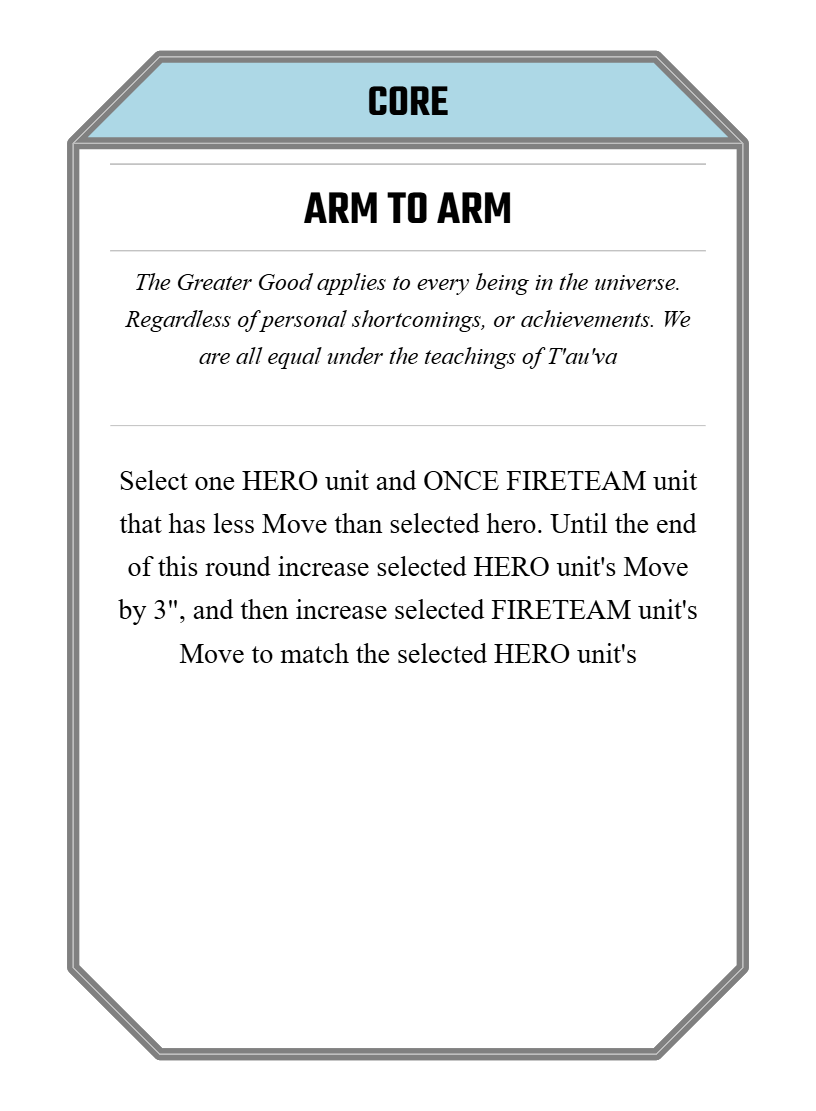 CORE
ARM TO ARM
The Greater Good applies to every being in the universe.
Regardless of personal shortcomings, or achievements. We
are all equal under the teachings of T'au'va
Select one HERO unit and ONCE FIRETEAM unit
that has less Move than selected hero. Until the end
of this round increase selected HERO unit's Move
by 3", and then increase selected FIRETEAM unit's
Move to match the selected HERO unit's